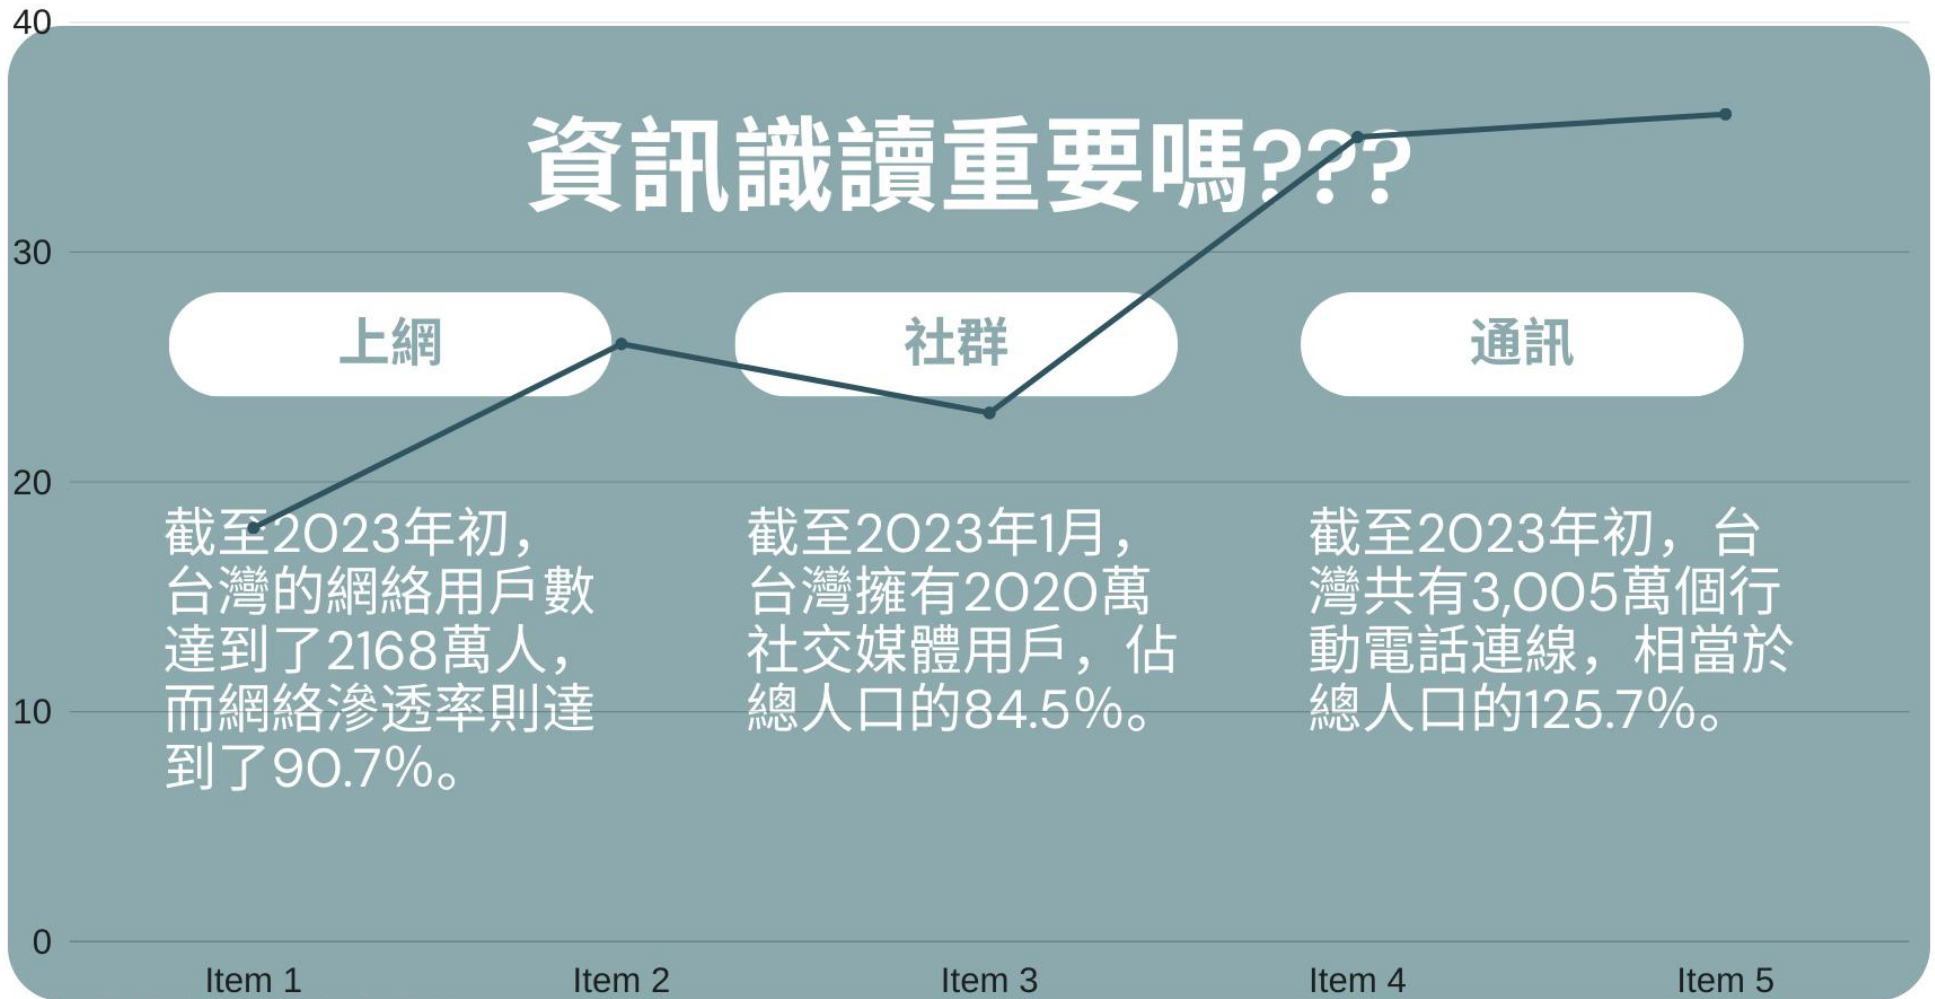 40
資訊識讀重要嗎???
30
上網
社群
通訊
20
截至2023年初，
台灣的網絡用戶數
達到了2168萬人，
而網絡滲透率則達
到了90.7%。
截至2023年1月，
台灣擁有2020萬
社交媒體用戶，佔
總人口的84.5%。
截至2023年初，台
灣共有3,005萬個行
動電話連線，相當於
總人口的125.7%。
10
0
Item 1
Item 2
Item 3
Item 4
Item 5